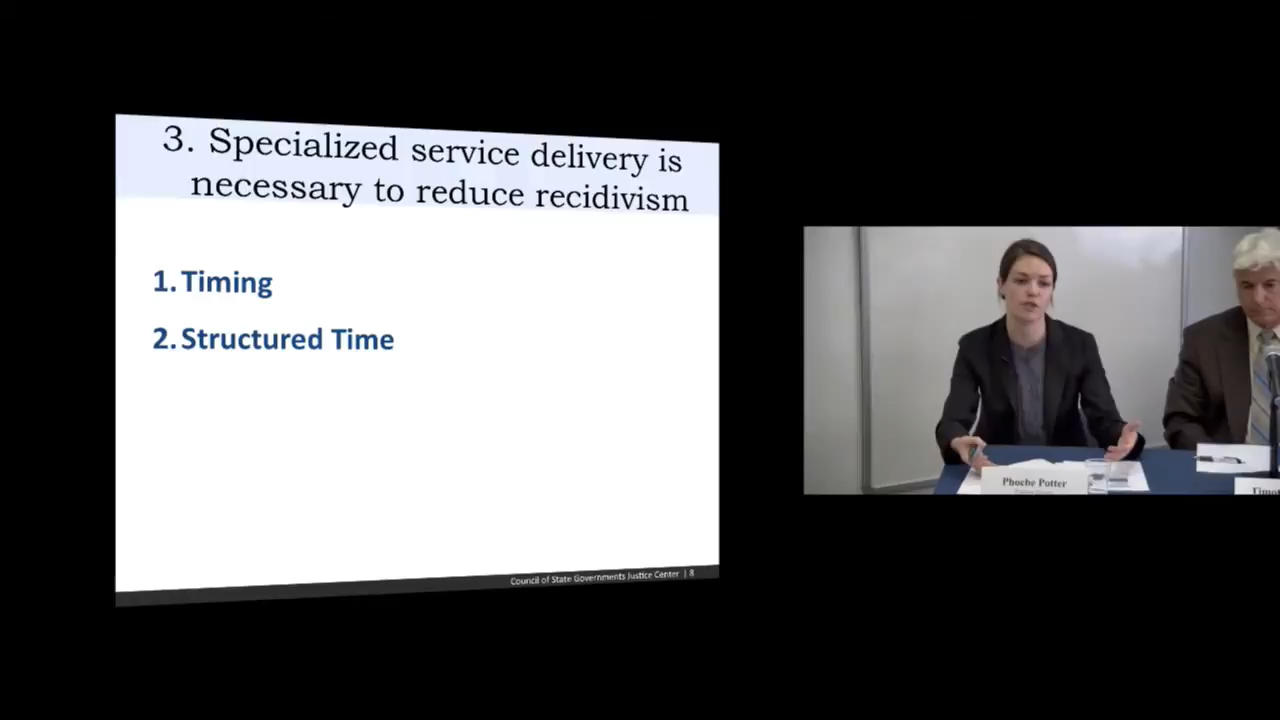 3. Specialized service delivery is
necessary to reduce recidivism
1. Timing
2. Structured Time
Council of State Governments Justice Center | 8
Phoebe Potter